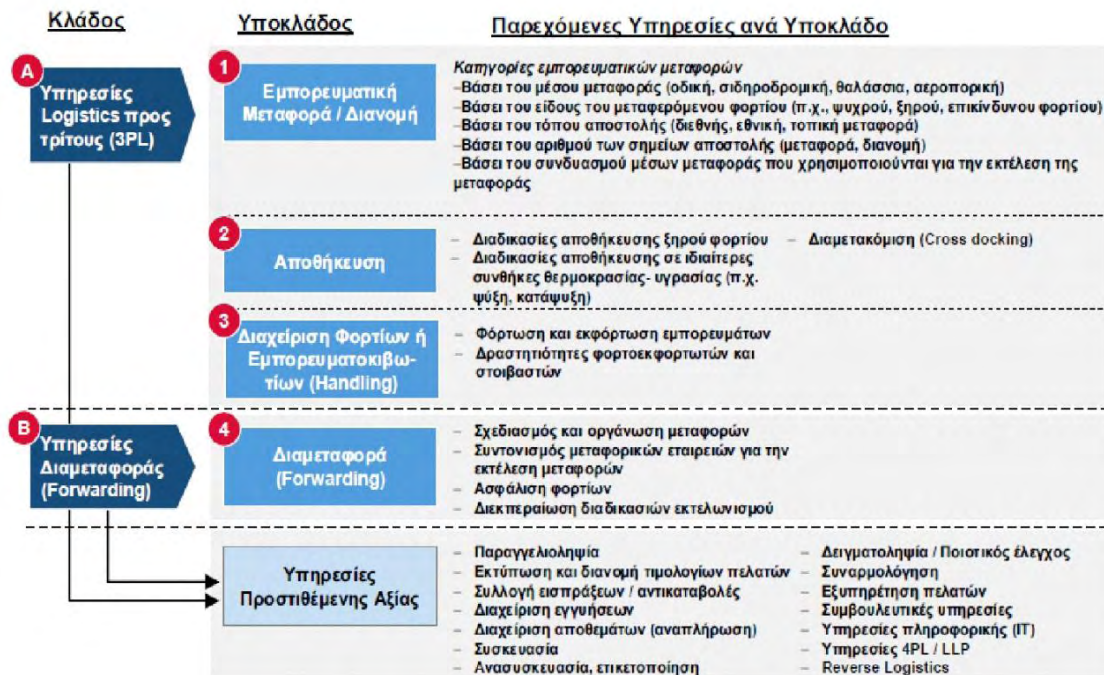 Κλάδος
Υποκλάδος
Παρεχόμενες Υπηρεσίες ανά Υποκλάδο
A
Υπηρεσίες
Logistics προς
τρίτους (3PL)
1
Εμπορευματική
Μεταφορά / Διανομή
Κατηγορίες εμπορευματικών μεταφορών
–Βάσει του μέσου μεταφοράς (οδική, σιδηροδρομική, θαλάσσια, αεροπορική)
–Βάσει του είδους του μεταφερόμενου φορτίου (π.χ., ψυχρού, ξηρού, επικίνδυνου φορτίου)
–Βάσει του τόπου αποστολής (διεθνής, εθνική, τοπική μεταφορά)
–Βάσει του αριθμού των σημείων αποστολής (μεταφορά, διανομή)
–Βάσει του συνδυασμού μέσων μεταφοράς που χρησιμοποιούνται για την εκτέλεση της
μεταφοράς
2
Αποθήκευση
– Διαδικασίες αποθήκευσης ξηρού φορτίου
– Διαδικασίες αποθήκευσης σε ιδιαίτερες
συνθήκες θερμοκρασίας- υγρασίας (π.χ.
ψύξη, κατάψυξη)
– Διαμετακόμιση (Cross docking)
3
Διαχείριση Φορτίων ή
Εμπορευματοκιβω-
τίων (Handling)
– Φόρτωση και εκφόρτωση εμπορευμάτων
– Δραστητιότητες φορτοεκφορτωτών και
στοιβαστών
B
Υπηρεσίες
Διαμεταφοράς
(Forwarding)
4
Διαμεταφορά
(Forwarding)
– Σχεδιασμός και οργάνωση μεταφορών
– Συντονισμός μεταφορικών εταιρειών για την
εκτέλεση μεταφορών
– Ασφάλιση φορτίων
– Διεκπεραίωση διαδικασιών εκτελωνισμού
Υπηρεσίες
Προστιθέμενης Αξίας
– Παραγγελιοληψία
– Εκτύπωση και διανομή τιμολογίων πελατών
– Συλλογή εισπράξεων / αντικαταβολές
– Διαχείριση εγγυήσεων
– Διαχείριση αποθεμάτων (αναπλήρωση)
– Συσκευασία
– Ανασυσκευασία, ετικετοποίηση
– Δειγματοληψία / Ποιοτικός έλεγχος
– Συναρμολόγηση
– Εξυπηρέτηση πελατών
– Συμβουλευτικές υπηρεσίες
– Υπηρεσίες πληροφορικής (IT)
– Υπηρεσίες 4PL / LLP
– Reverse Logistics